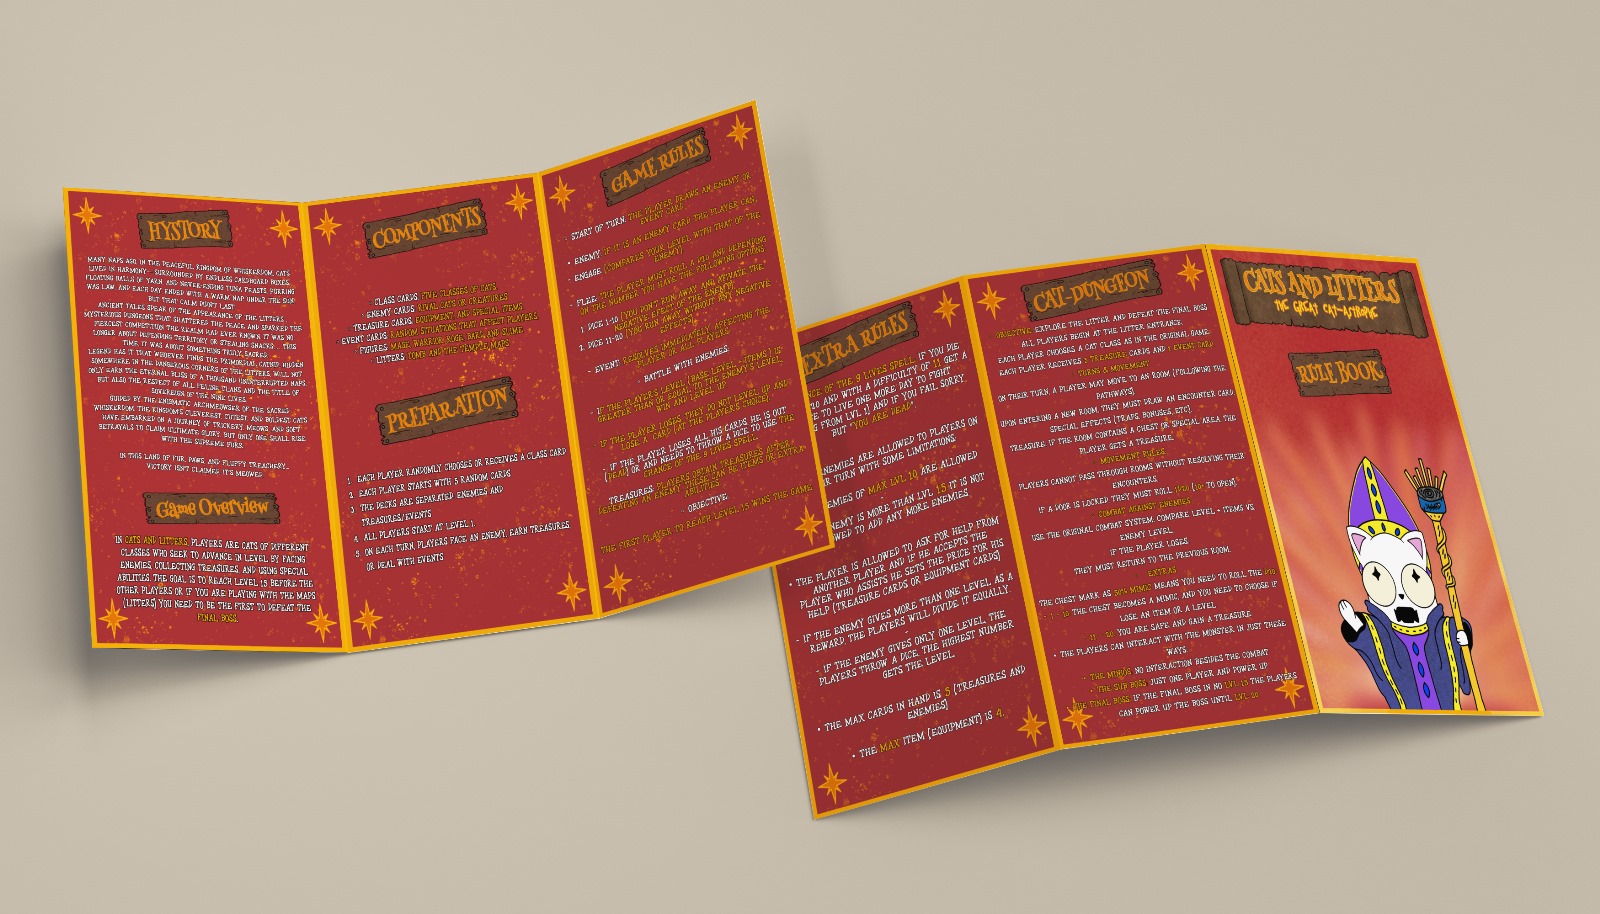 HYSTORY
MANY NAPS AGO, IN THE PEACEFUL KINGDOM OF WHISKERDOM, CATS
LIVED IN HARMONY— SURROUNDED BY ENDLESS CARDBOARD BOXES,
FLOATING BALLS OF YARN, AND NEVER-ENDING TUNA FEASTS. PURRING
WAS LAW, AND EACH DAY ENDED WITH A WARM NAP UNDER THE SUN.
BUT THAT CALM DIDN'T LAST.
ANCIENT TALES SPEAK OF THE APPEARANCE OF THE LITTERS...
MYSTERIOUS DUNGEONS THAT SHATTERED THE PEACE AND SPARKED THE
FIERCEST COMPETITION THE REALM HAD EVER KNOWN. IT WAS NO
LONGER ABOUT DEFENDING TERRITORY OR STEALING SNACKS... THIS
TIME, IT WAS ABOUT SOMETHING TRULY SACRED.
LEGEND HAS IT THAT WHOEVER FINDS THE PRIMORDIAL CATNIP, HIDDEN
SOMEWHERE IN THE DANGEROUS CORNERS OF THE LITTERS, WILL NOT
ONLY EARN THE ETERNAL BLISS OF A THOUSAND UNINTERRUPTED NAPS,
BUT ALSO THE RESPECT OF ALL FELINE CLANS AND THE TITLE OF
SOVEREIGN OF THE NINE LIVES.
GUIDED BY THE ENIGMATIC ARCHMEOWGER OF THE SACRED
WHISKERDOM, THE KINGDOM'S CLEVEREST, CUTEST, AND BOLDEST CATS
HAVE EMBARKED ON A JOURNEY OF TRICKERY, MEOWS, AND SOFT
BETRAYALS TO CLAIM ULTIMATE GLORY. BUT ONLY ONE SHALL RISE
WITH THE SUPREME PURR.
IN THIS LAND OF FUR, PAWS, AND FLUFFY TREACHERY...
VICTORY ISN'T CLAIMED, IT'S MEOWED.
Game Overview
IN CATS AND LITTERS, PLAYERS ARE CATS OF DIFFERENT
CLASSES WHO SEEK TO ADVANCE IN LEVEL BY FACING
ENEMIES, COLLECTING TREASURES, AND USING SPECIAL
ABILITIES. THE GOAL IS TO REACH LEVEL 15 BEFORE THE
OTHER PLAYERS OR IF YOU ARE PLAYING WITH THE MAPS
(LITTERS) YOU NEED TO BE THE FIRST TO DEFEAT THE
FINAL BOSS.
COMPONENTS
· CLASS CARDS: FIVE CLASSES OF CATS.
· ENEMY CARDS: RIVAL CATS OR CREATURES.
· TREASURE CARDS: EQUIPMENT AND SPECIAL ITEMS.
· EVENT CARDS: RANDOM SITUATIONS THAT AFFECT PLAYERS.
· FIGURES: MAGE, WARRIOR, ROGE, BARD, AND SLIME.
LITTERS: TOMB AND THE TEMPLE, MAPS
PREPARATION
1. EACH PLAYER RANDOMLY CHOOSES OR RECEIVES A CLASS CARD
2. EACH PLAYER STARTS WITH 3 RANDOM CARDS
3. THE DECKS ARE SEPARATED: ENEMIES AND
TREASURES/EVENTS
4. ALL PLAYERS START AT LEVEL 1.
5. ON EACH TURN, PLAYERS FACE AN ENEMY, EARN TREASURES,
OR DEAL WITH EVENTS
GAME RULES
· START OF TURN: THE PLAYER DRAWS AN ENEMY OR
EVENT CARD
• ENEMY: IF IT IS AN ENEMY CARD THE PLAYER CAN:
• ENGAGE (COMPARES YOUR LEVEL WITH THAT OF THE
ENEMY)
• FLEE: THE PLAYER MUST ROLL A D20 AND DEPENDING
ON THE NUMBER YOU HAVE THE FOLLOWING OPTIONS
1. DICE 1-10 (YOU DON'T RUN AWAY AND ACTIVATE THE
NEGATIVE EFFECT OF THE ENEMY)
2. DICE 11-20 (YOU RUN AWAY WITHOUT ANY NEGATIVE
EFFECTS)
• EVENT: RESOLVES IMMEDIATELY, AFFECTING THE
PLAYER OR ALL PLAYERS
· BATTLE WITH ENEMIES:
· IF THE PLAYER'S LEVEL (BASE LEVEL + ITEMS) IS
GREATER THAN OR EQUAL TO THE ENEMY'S LEVEL,
WIN AND LEVEL UP
· IF THE PLAYER LOSES, THEY DO NOT LEVEL UP AND
LOSE A CARD (AT THE PLAYER'S CHOICE)
· IF THE PLAYER LOSES ALL HIS CARDS HE IS OUT
(DEAD) OR AND NEEDS TO THROW A DICE TO USE THE
CHANCE OF THE 9 LIVES SPELL.
TREASURES: PLAYERS OBTAIN TREASURES AFTER
DEFEATING AN ENEMY. THESE CAN BE ITEMS OR EXTRA
ABILITIES
· OBJECTIVE:
THE FIRST PLAYER TO REACH LEVEL 15 WINS THE GAME
EXTRA RULES
NCE OF THE 9 LIVES SPELL, IF YOU DIE
20 AND WITH A DIFFICULTY OF 11 GET A
E TO LIVE ONE MORE DAY TO FIGHT
G FROM LVL 1) AND IF YOU FAIL SORRY
BUT "YOU ARE DEAD"
NEMIES ARE ALLOWED TO PLAYERS ON
R TURN WITH SOME LIMITATIONS:
EMIES OF MAX LVL 10 ARE ALLOWED
NEMY IS MORE THAN LVL 15 IT IS NOT
WED TO ADD ANY MORE ENEMIES
• THE PLAYER IS ALLOWED TO ASK FOR HELP FROM
ANOTHER PLAYER AND IF HE ACCEPTS THE
PLAYER WHO ASSISTS HE SETS THE PRICE FOR HIS
HELP (TREASURE CARDS OR EQUIPMENT CARDS)
· IF THE ENEMY GIVES MORE THAN ONE LEVEL AS A
REWARD, THE PLAYERS WILL DIVIDE IT EQUALLY.
· IF THE ENEMY GIVES ONLY ONE LEVEL, THE
PLAYERS THROW A DICE, THE HIGHEST NUMBER
GETS THE LEVEL.
• THE MAX CARDS IN HAND IS 5 (TREASURES AND
ENEMIES)
• THE MAX ITEM (EQUIPMENT) IS 4.
CAT-DUNGRON
OBJECTIVE: EXPLORE THE LITTER AND DEFEAT THE FINAL BOSS
ALL PLAYERS BEGIN AT THE LITTER ENTRANCE.
EACH PLAYER CHOOSES A CAT CLASS AS IN THE ORIGINAL GAME.
EACH PLAYER RECEIVES 2 TREASURE CARDS AND 1 EVENT CARD
TURNS & MOVEMENT
ON THEIR TURN, A PLAYER MAY MOVE TO AN ROOM (FOLLOWING THE
PATHWAYS).
UPON ENTERING A NEW ROOM, THEY MUST DRAW AN ENCOUNTER CARD.
SPECIAL EFFECTS (TRAPS, BONUSES, ETC).
TREASURE IF THE ROOM CONTAINS A CHEST OR SPECIAL AREA THE
PLAYER GETS A TREASURE.
MOVEMENT RULES:
PLAYERS CANNOT PASS THROUGH ROOMS WITHOUT RESOLVING THEIR
ENCOUNTERS.
IF A DOOR IS LOCKED THEY MUST ROLL 1D20 (10+ TO OPEN)
· COMBAT AGAINST ENEMIES
USE THE ORIGINAL COMBAT SYSTEM: COMPARE LEVEL + ITEMS VS.
ENEMY LEVEL.
IF THE PLAYER LOSES,
THEY MUST RETURN TO THE PREVIOUS ROOM.
EXTRAS
THE CHEST MARK AS 50% MIMIC MEANS YOU NEED TO ROLL THE D20
· 1 - 10 THE CHEST BECOMES A MIMIC, AND YOU NEED TO CHOOSE IF
LOSE AN ITEM OR A LEVEL
· 11 - 20, YOU ARE SAFE AND GAIN A TREASURE
• THE PLAYERS CAN INTERACT WITH THE MONSTER IN JUST THESE
WAYS.
· THE MINIOS: NO INTERACTION BESIDES THE COMBAT
· THE SUB BOSS: JUST ONE PLAYER AND POWER UP
THE FINAL BOSS: IF THE FINAL BOSS IN NO LVL 15 THE PLAYERS
CAN POWER UP THE BOSS UNTIL LVL 20
CATS AND LITTERS
THE GREAT CAT-ASTROPHE
RULE BOOK